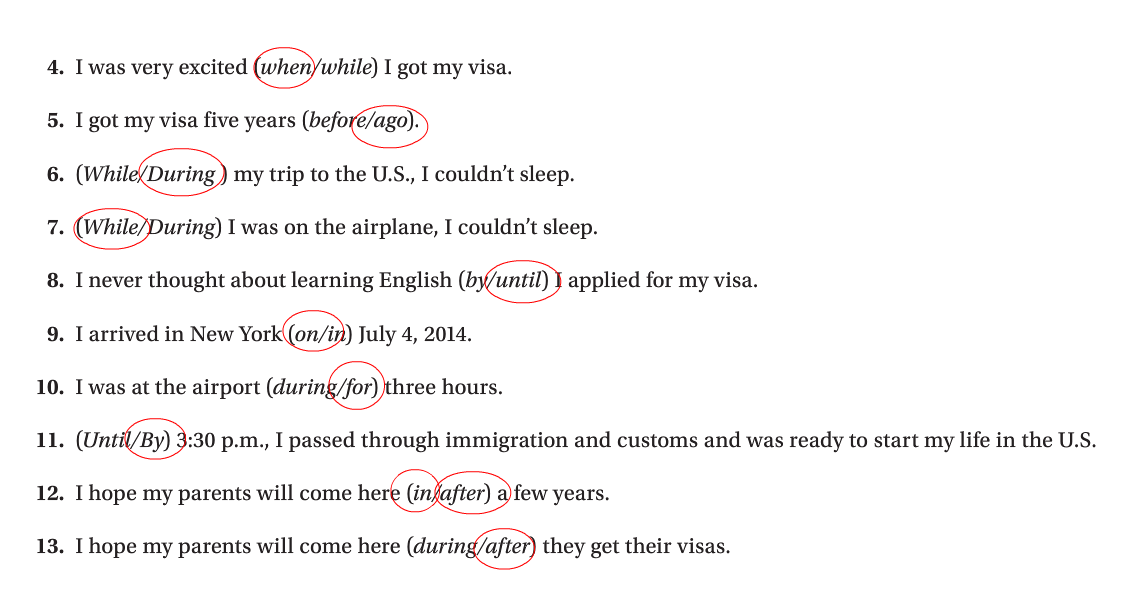 4. I was very excited (when/while) I got my visa.
5. I got my visa five years (before/ago).
6. (While/During ) my trip to the U.S., I couldn’t sleep.
7. (While/During) I was on the airplane, I couldn’t sleep.
8. I never thought about learning English (by/until) I applied for my visa.
9. I arrived in New York (on/in) July 4, 2014.
10. I was at the airport (during/for) three hours.
11. (Until/By) 3:30 p.m., I passed through immigration and customs and was ready to start my life in the U.S.
12. I hope my parents will come here (in/after) a few years.
13. I hope my parents will come here (during/after) they get their visas.